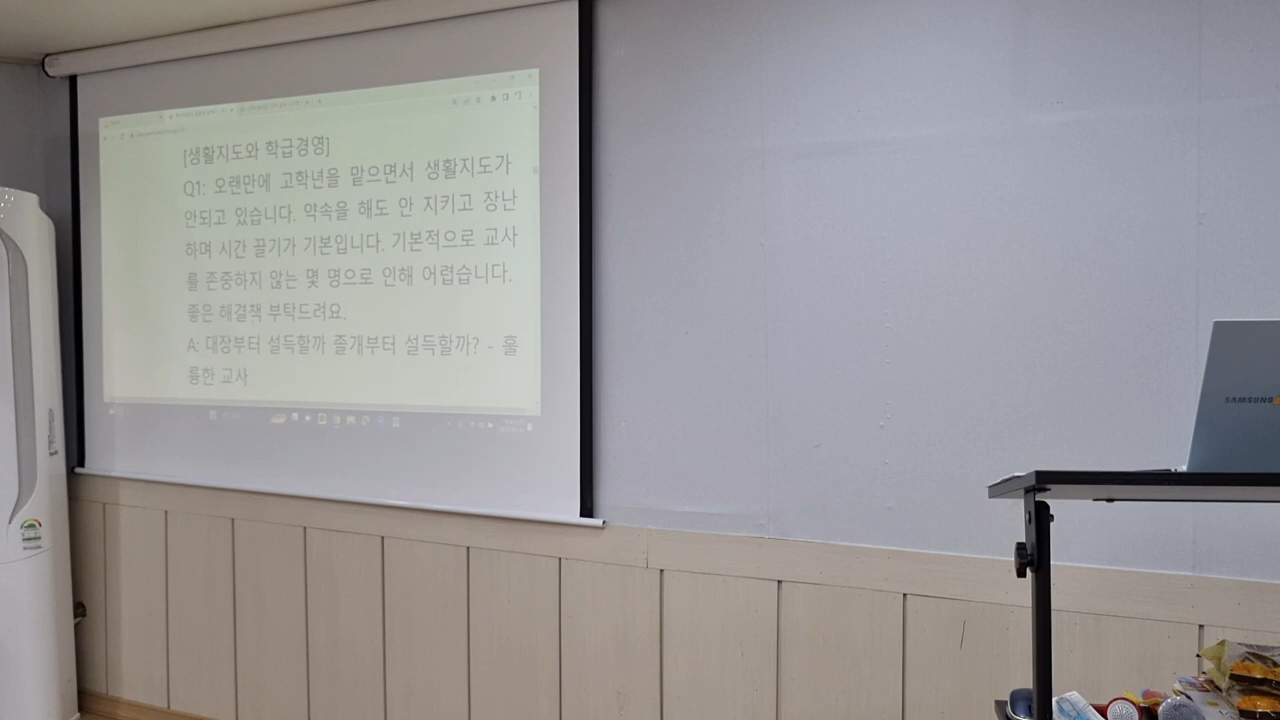 [생활지도와 학급경영]
Q1: 오랜만에 고학년을 맡으면서 생활지도가
안되고 있습니다. 약속을 해도 안 지키고 장난
하며 시간 끌기가 기본입니다. 기본적으로 교사
를 존중하지 않는 몇 명으로 인해 어렵습니다.
좋은 해결책 부탁드려요.
A: 대장부터 설득할까 졸개부터 설득할까? - 훌
륭한 교사
SAMSUNG